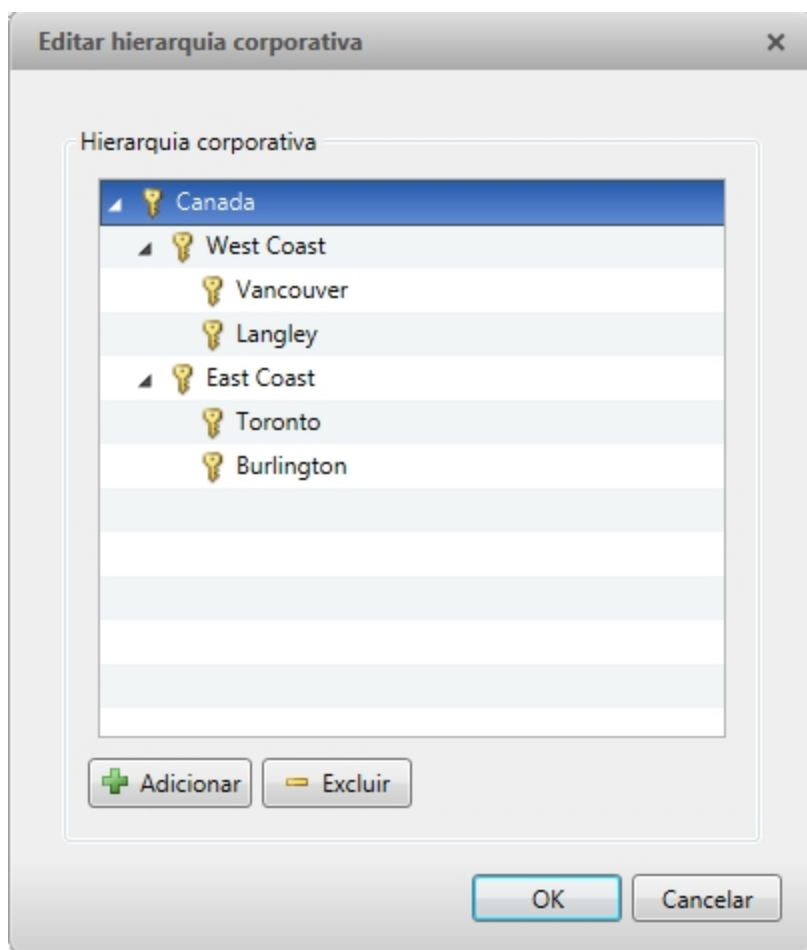 Editar hierarquia corporativa
Hierarquia corporativa
Canada
West Coast
Vancouver
Langley
East Coast
Toronto
Burlington
Adicionar Excluir
OK Cancelar